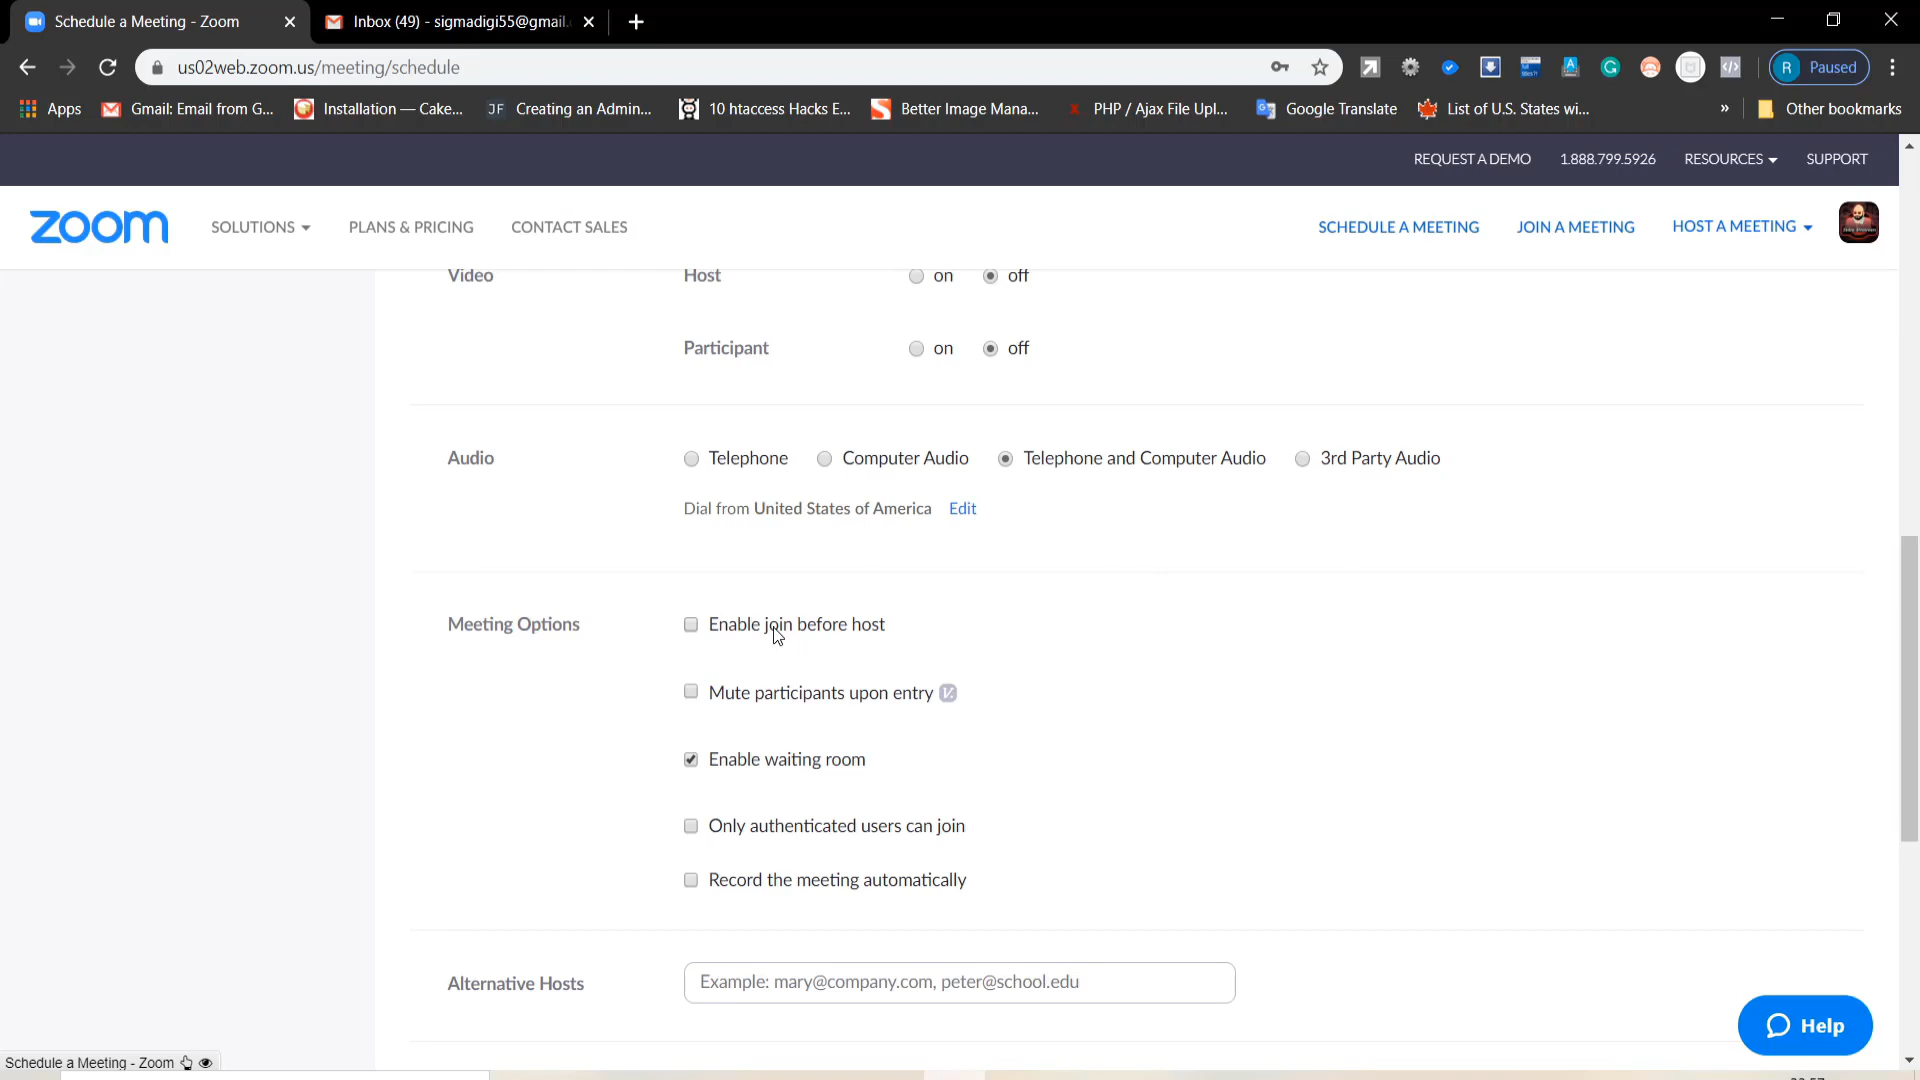 Schedule a Meeting - Zoom
Inbox (49) - sigmadigi55@gmail.
us02web.zoom.us/meeting/schedule
R Paused
Apps
Gmail: Email from G...
Installation — Cake...
JF Creating an Admin...
10 htaccess Hacks E...
Better Image Mana...
PHP / Ajax File Upl...
Google Translate
List of U.S. States wi...
»
Other bookmarks
REQUEST A DEMO
1.888.799.5926
RESOURCES
SUPPORT
zoom
SOLUTIONS
PLANS & PRICING
CONTACT SALES
SCHEDULE A MEETING
JOIN A MEETING
HOST A MEETING
Video
Host
on
off
Participant
on
off
Audio
Telephone
Computer Audio
Telephone and Computer Audio
3rd Party Audio
Dial from United States of America Edit
Meeting Options
Enable join before host
Mute participants upon entry
Enable waiting room
Only authenticated users can join
Record the meeting automatically
Alternative Hosts
Example: mary@company.com, peter@school.edu
Help
Schedule a Meeting - Zoom